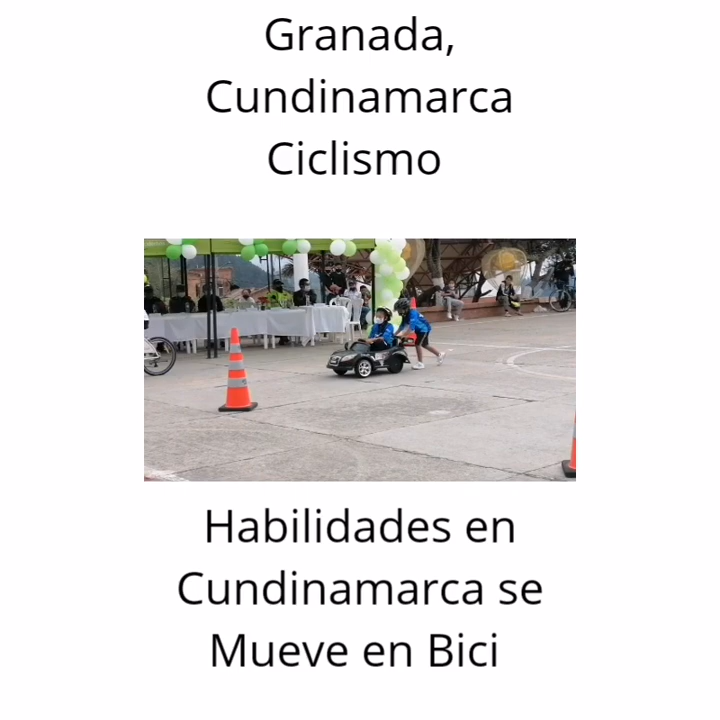 Granada,
Cundinamarca
Ciclismo
Habilidades en
Cundinamarca se
Mueve en Bici